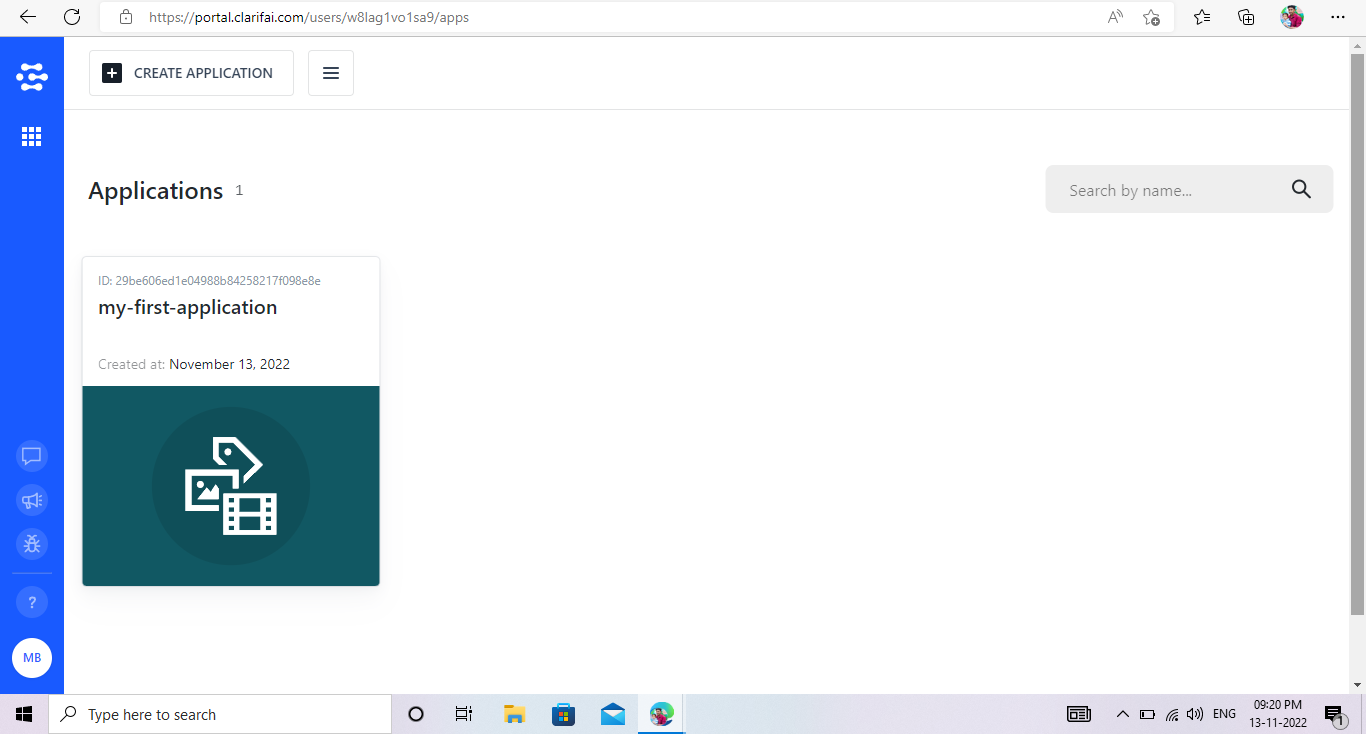 https://portal.clarifai.com/users/w8lag1vo1sa9/apps
CREATE APPLICATION
Applications 1
Search by name...
ID: 29be606ed1e04988b84258217f098e8e
my-first-application
Created at: November 13, 2022
?
MB
Type here to search
ENG
09:20 PM
13-11-2022
1